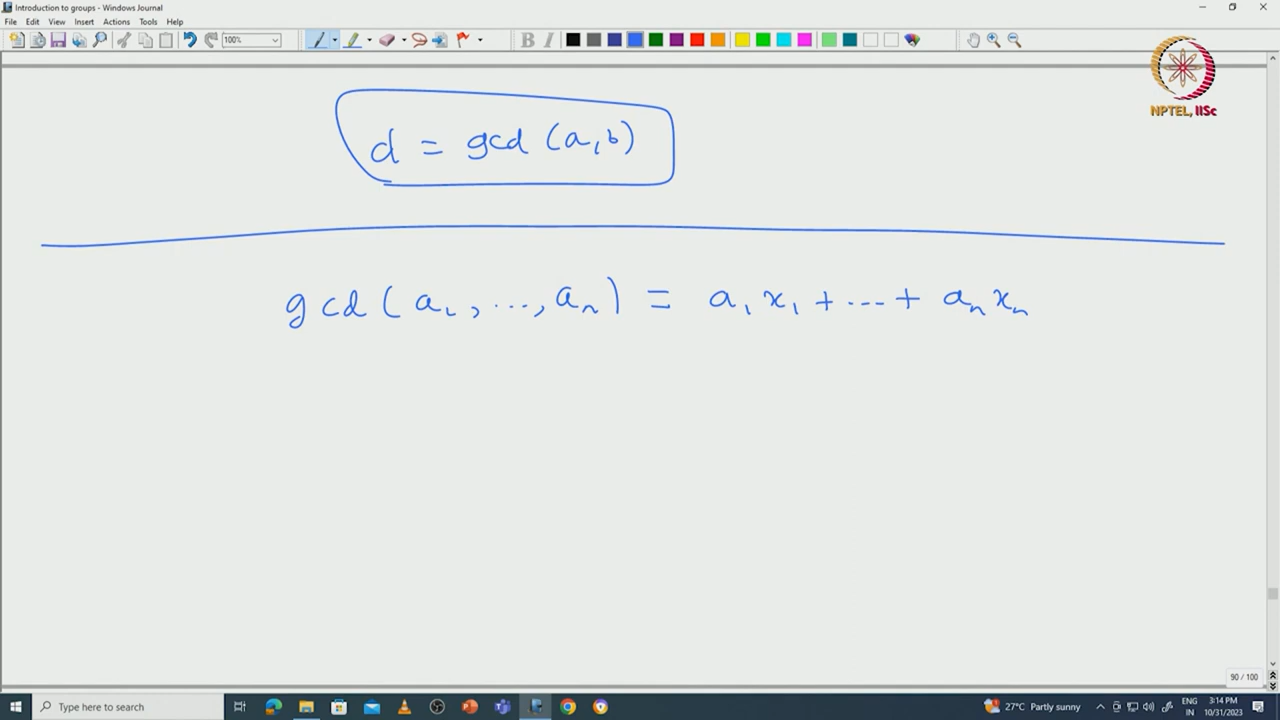 Introduction to groups - Windows Journal
File Edit View Insert Actions Tools Help
100%
B I
NPTEL, IISc
d = gcd (a,b)
gcd (a₁, ..., aₙ) = a₁x₁ + ... + aₙxₙ
90 / 100
Type here to search
27°C Partly sunny
ENG
IN
3:14 PM
10/31/2023